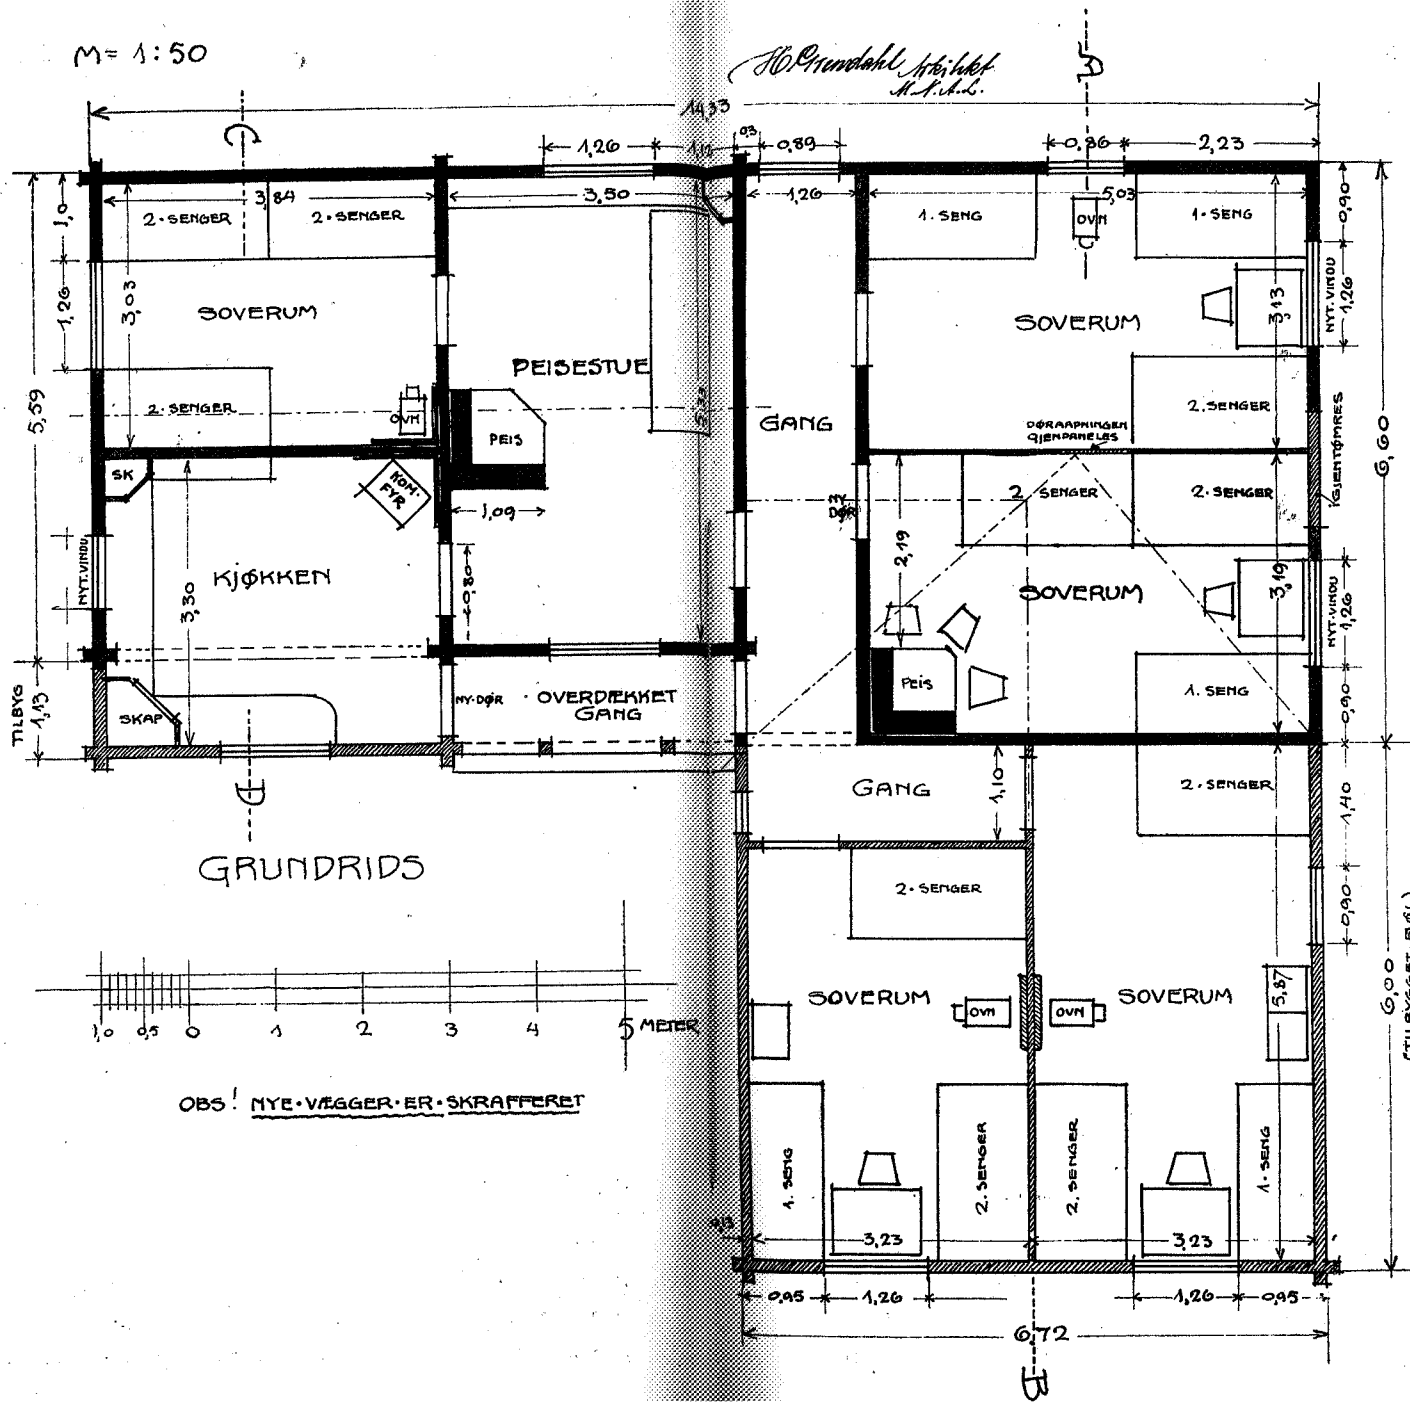 M= 1:50
Arkitekt
M.N.A.L.
14,33
1,26
1,12
0,3
0,89
0,86
2,23
3,84
3,50
1,26
5,03
1,0
2-SENGER
2-SENGER
1. SENG
OVN
1-SENG
0,90
1,26
3,03
SOVERUM
SOVERUM
3,13
NYT. VINDU
1,26
5,59
PEISESTUE
6,60
2-SENGER
OVN
5,33
2. SENGER
GANG
DØRAAPNINGEN
GJENPANELES
IGJENTØMRES
PEIS
SK
KOM-
FYR
1,09
NY
DØR
2 SENGER
2-SENGER
2,19
NYT. VINDU
KJØKKEN
3,30
0,80
SOVERUM
3,19
NYT. VINDU
1,26
TILBYG
1,13
SKAP
NY-DØR
OVERDÆKKET
GANG
PEIS
1. SENG
0,90
D
GANG
1,10
2-SENGER
1,40
GRUNDRIDS
2-SENGER
0,90
1,0 0,5 0 1 2 3 4 5 METER
SOVERUM
OVN
OVN
SOVERUM
5,87
6,00
OBS! NYE-VÆGGER-ER-SKRAFFERET
1. SENG
2. SENGER
2. SENGER
1-SENG
0,13
3,23
3,23
0,95
1,26
1,26
0,95
6,72
B